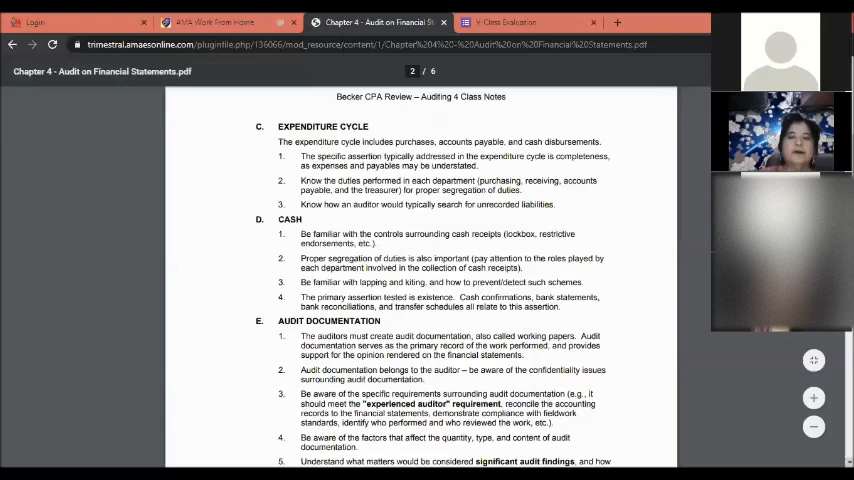 Login
AMA Work From Home
Chapter 4 - Audit on Financial St
V-Class Evaluation
trimestral.amaesonline.com/pluginfile.php/136066/mod_resource/content/1/Chapter%204%20-%20Audit%20on%20Financial%20Statements.pdf
Chapter 4 - Audit on Financial Statements.pdf
2 / 6
Becker CPA Review – Auditing 4 Class Notes
C. EXPENDITURE CYCLE
The expenditure cycle includes purchases, accounts payable, and cash disbursements.
1. The specific assertion typically addressed in the expenditure cycle is completeness,
as expenses and payables may be understated.
2. Know the duties performed in each department (purchasing, receiving, accounts
payable, and the treasurer) for proper segregation of duties.
3. Know how an auditor would typically search for unrecorded liabilities.
D. CASH
1. Be familiar with the controls surrounding cash receipts (lockbox, restrictive
endorsements, etc.).
2. Proper segregation of duties is also important (pay attention to the roles played by
each department involved in the collection of cash receipts).
3. Be familiar with lapping and kiting, and how to prevent/detect such schemes.
4. The primary assertion tested is existence. Cash confirmations, bank statements,
bank reconciliations, and transfer schedules all relate to this assertion.
E. AUDIT DOCUMENTATION
1. The auditors must create audit documentation, also called working papers. Audit
documentation serves as the primary record of the work performed, and provides
support for the opinion rendered on the financial statements.
2. Audit documentation belongs to the auditor – be aware of the confidentiality issues
surrounding audit documentation.
3. Be aware of the specific requirements surrounding audit documentation (e.g., it
should meet the "experienced auditor" requirement, reconcile the accounting
records to the financial statements, demonstrate compliance with fieldwork
standards, identify who performed and who reviewed the work, etc.).
4. Be aware of the factors that affect the quantity, type, and content of audit
documentation.
5. Understand what matters would be considered significant audit findings, and how